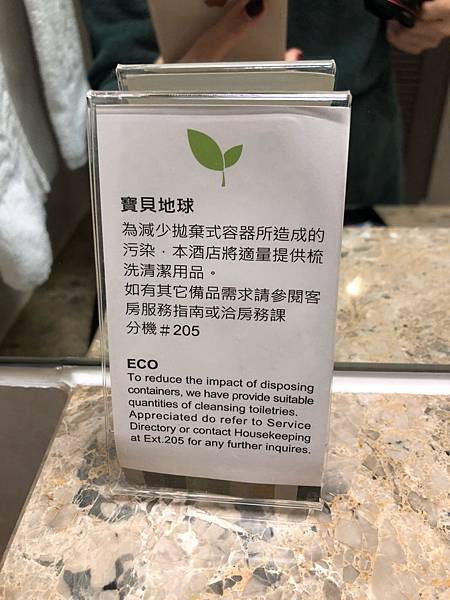 寶貝地球
為減少拋棄式容器所造成的
污染，本酒店將適量提供梳
洗清潔用品。
如有其它備品需求請參閱客
房服務指南或洽房務課
分機＃205
ECO
To reduce the impact of disposing
containers, we have provide suitable
quantities of cleansing toiletries.
Appreciated do refer to Service
Directory or contact Housekeeping
at Ext.205 for any further inquires.